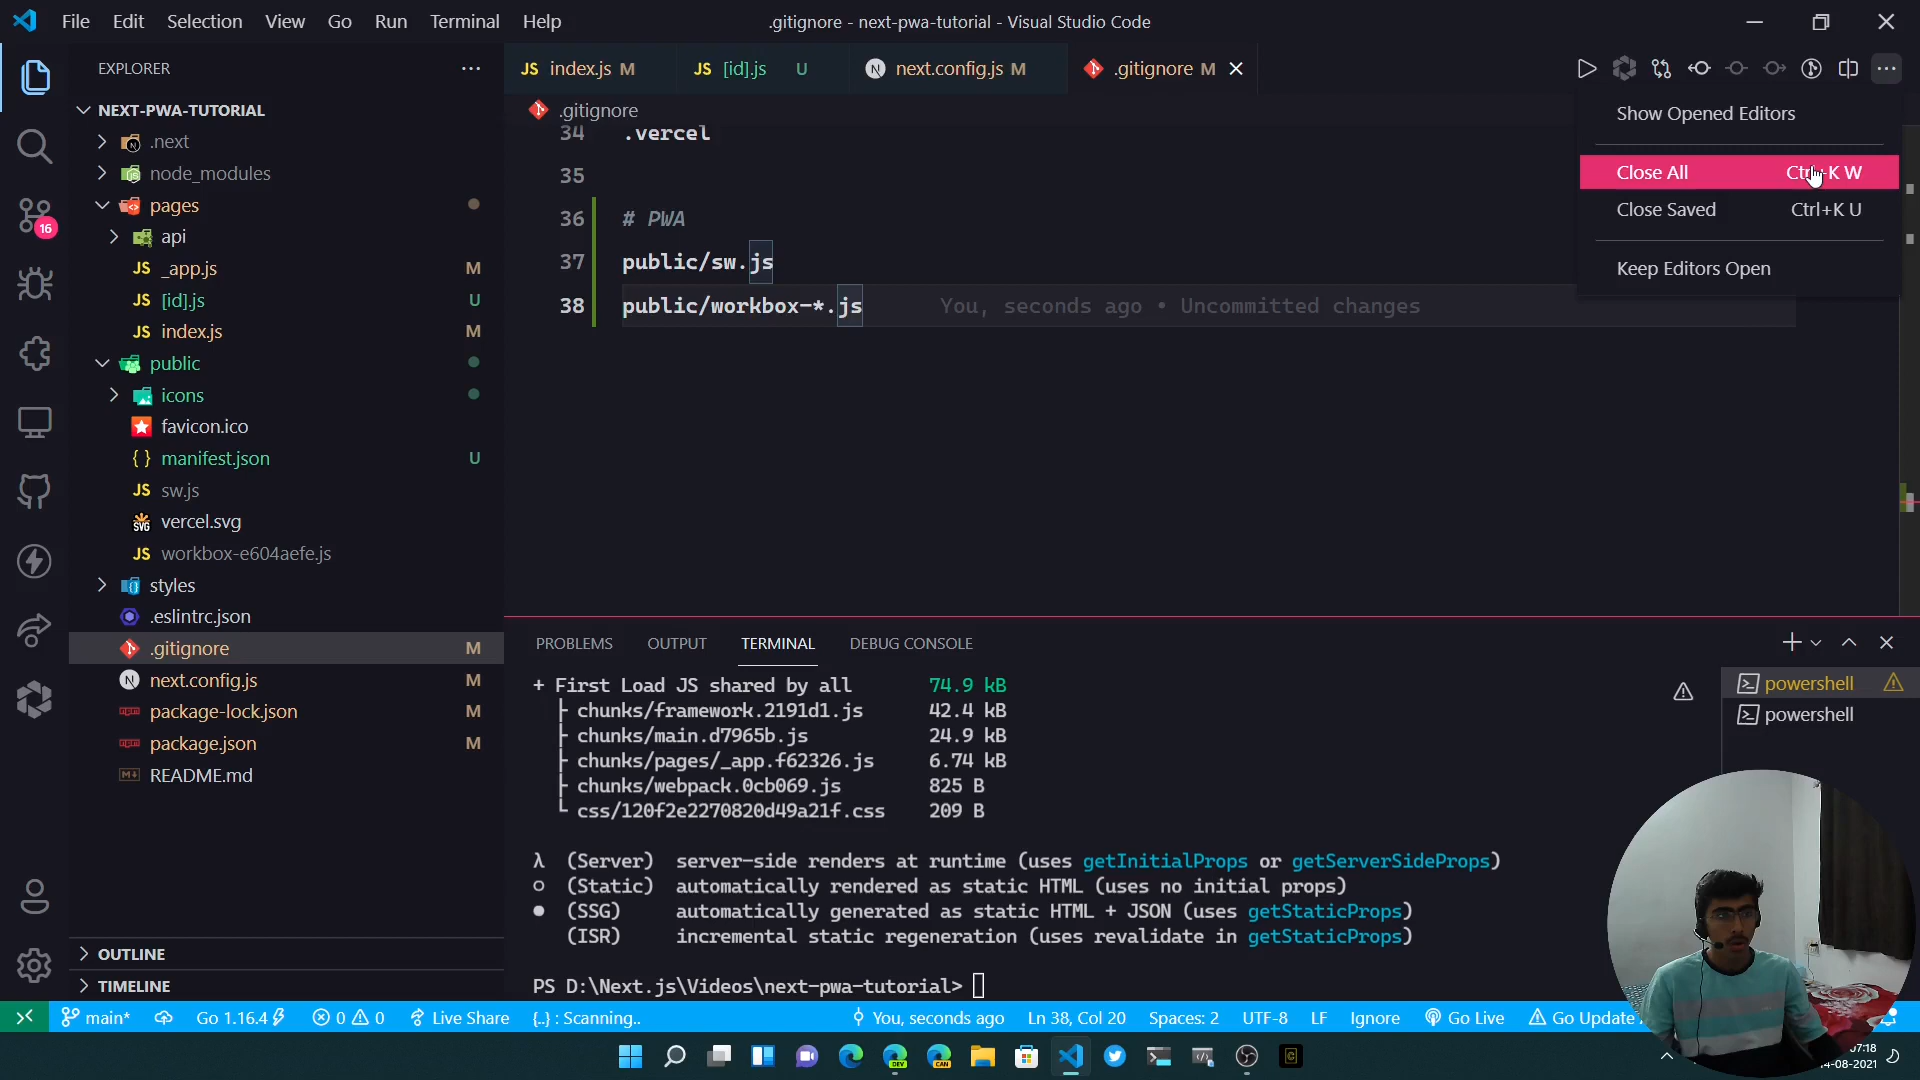 File Edit Selection View Go Run Terminal Help
.gitignore - next-pwa-tutorial - Visual Studio Code
EXPLORER
NEXT-PWA-TUTORIAL
.next
node_modules
pages
api
JS _app.js M
JS [id].js U
JS index.js M
public
icons
favicon.ico
{ } manifest.json U
JS sw.js
vercel.svg
JS workbox-e604aefe.js
styles
.eslintrc.json
.gitignore M
next.config.js M
package-lock.json M
package.json M
README.md
OUTLINE
TIMELINE
16
JS index.js M
JS [id].js U
N next.config.js M
.gitignore M
.gitignore
34 .vercel
35
36 # PWA
37 public/sw.js
38 public/workbox-*.js You, seconds ago • Uncommitted changes
Show Opened Editors
Close All Ctrl+K W
Close Saved Ctrl+K U
Keep Editors Open
PROBLEMS OUTPUT TERMINAL DEBUG CONSOLE
+ First Load JS shared by all 74.9 kB
├ chunks/framework.2191d1.js 42.4 kB
├ chunks/main.d7965b.js 24.9 kB
├ chunks/pages/_app.f62326.js 6.74 kB
├ chunks/webpack.0cb069.js 825 B
└ css/120f2e2270820d49a21f.css 209 B
λ (Server) server-side renders at runtime (uses getInitialProps or getServerSideProps)
○ (Static) automatically rendered as static HTML (uses no initial props)
● (SSG) automatically generated as static HTML + JSON (uses getStaticProps)
(ISR) incremental static regeneration (uses revalidate in getStaticProps)
PS D:\Next.js\Videos\next-pwa-tutorial>
powershell
powershell
main* Go 1.16.4 0 0 Live Share {..} : Scanning.. You, seconds ago Ln 38, Col 20 Spaces: 2 UTF-8 LF Ignore Go Live Go Update
DEV
CAN
07:18